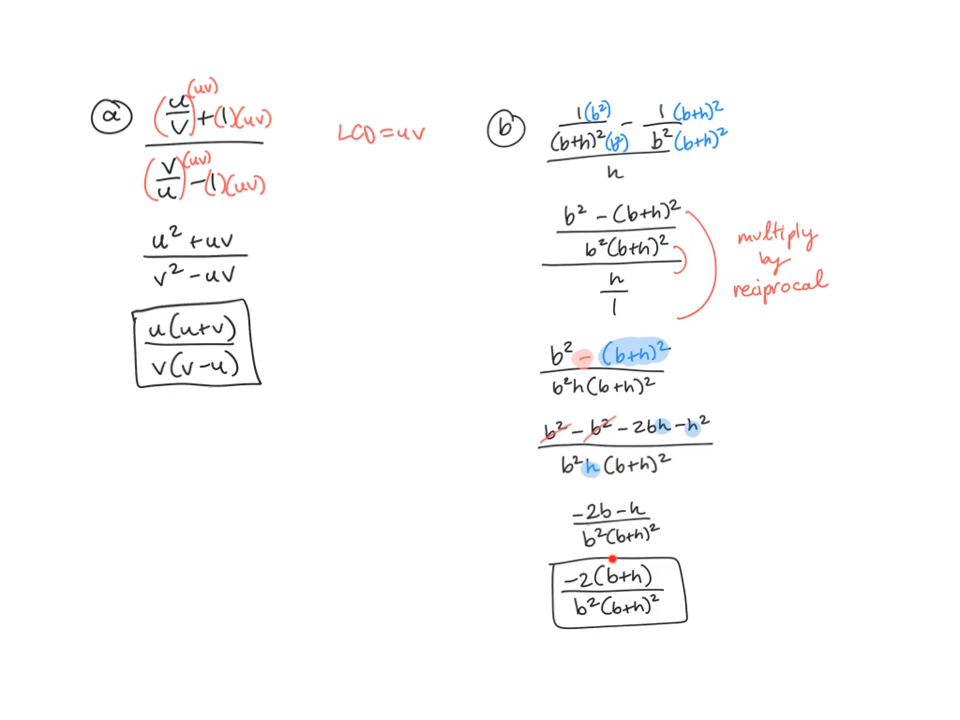 ⓐ ((u/v)(uv) + (1)(uv)) / ((v/u)(uv) - (1)(uv))
LCD = uv
(u² + uv) / (v² - uv)
u(u+v) / v(v-u)
ⓑ (1(b²) / (b+h)²(b²) - 1(b+h)² / b²(b+h)²) / h
((b² - (b+h)²) / b²(b+h)²) / (h/1)
multiply
by
reciprocal
(b² - (b+h)²) / b²h(b+h)²
(b² - b² - 2bh - h²) / b²h(b+h)²
(-2b - h) / b²(b+h)²
-2(b+h) / b²(b+h)²